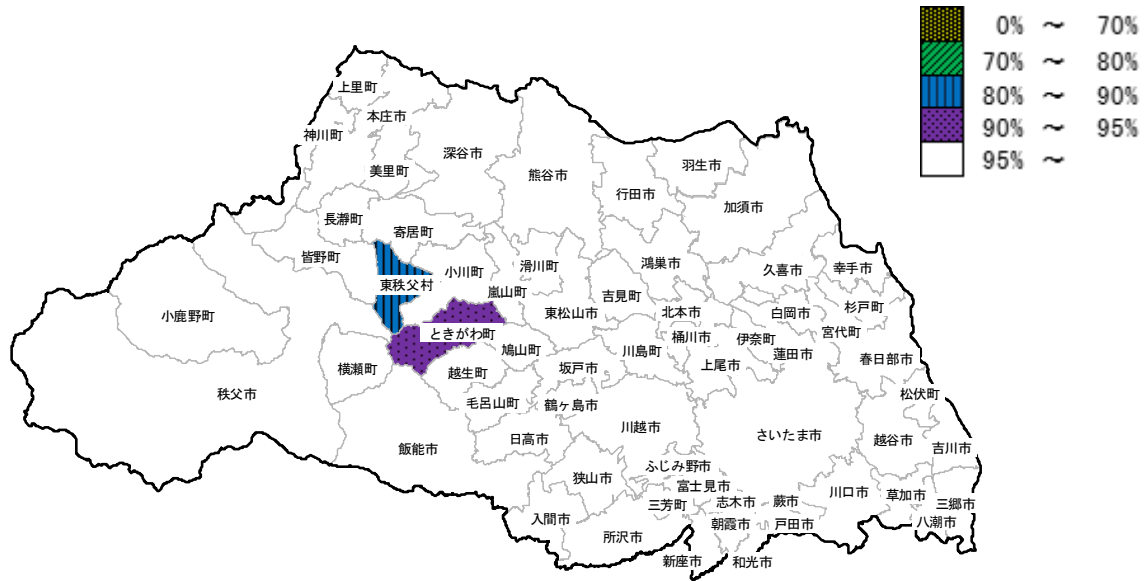 0% ～ 70%
70% ～ 80%
80% ～ 90%
90% ～ 95%
95% ～
上里町
本庄市
神川町
美里町
深谷市
熊谷市
行田市
羽生市
加須市
長瀞町
寄居町
皆野町
東秩父村
小川町
嵐山町
滑川町
鴻巣市
久喜市
幸手市
吉見町
東松山市
北本市
白岡市
杉戸町
小鹿野町
ときがわ町
桶川市
伊奈町
宮代町
鳩山町
川島町
上尾市
蓮田市
春日部市
横瀬町
越生町
坂戸市
秩父市
毛呂山町
鶴ヶ島市
松伏町
飯能市
日高市
川越市
さいたま市
越谷市
吉川市
狭山市
ふじみ野市
富士見市
三芳町
志木市
蕨市
川口市
草加市
三郷市
入間市
所沢市
朝霞市
戸田市
八潮市
新座市
和光市